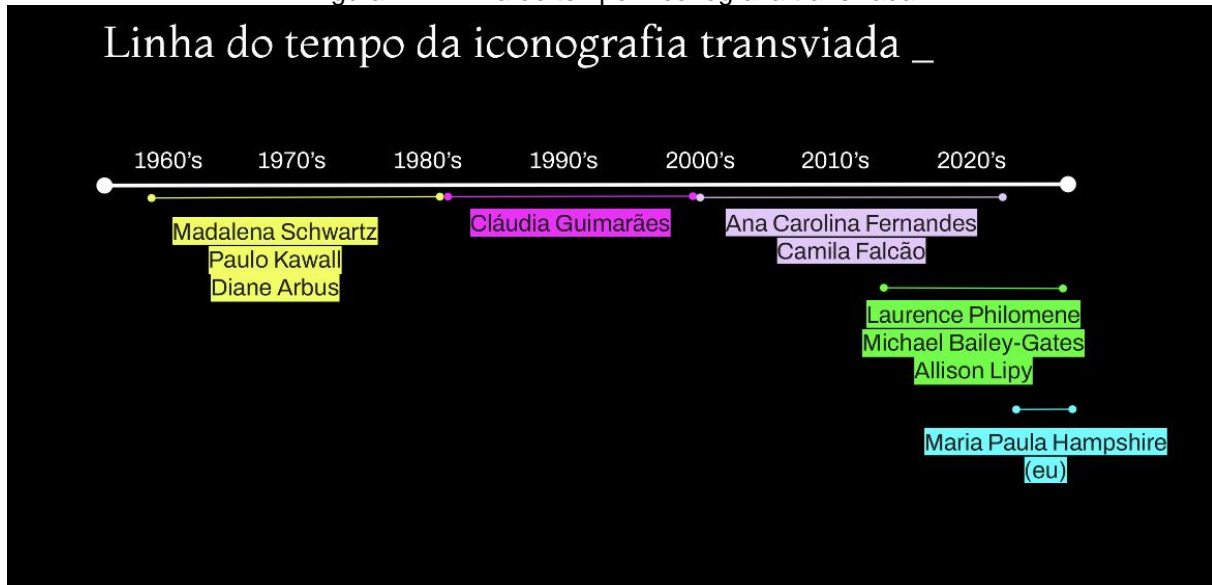 Linha do tempo da iconografia transviada _
1960's 1970's 1980's 1990's 2000's 2010's 2020's
Madalena Schwartz
Paulo Kawall
Diane Arbus
Cláudia Guimarães
Ana Carolina Fernandes
Camila Falcão
Laurence Philomene
Michael Bailey-Gates
Allison Lipy
Maria Paula Hampshire
(eu)